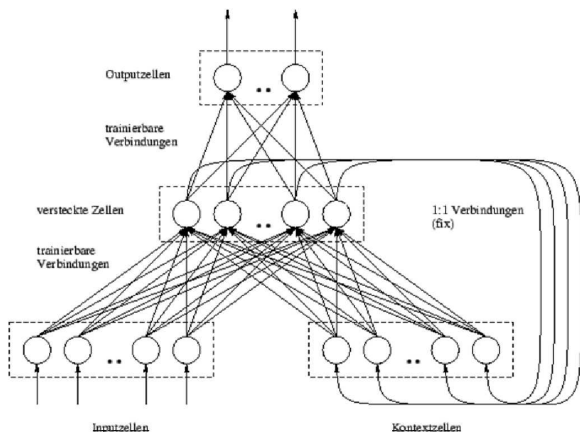 Outputzellen
trainierbare
Verbindungen
versteckte Zellen
1:1 Verbindungen
(fix)
trainierbare
Verbindungen
Inputzellen
Kontextzellen